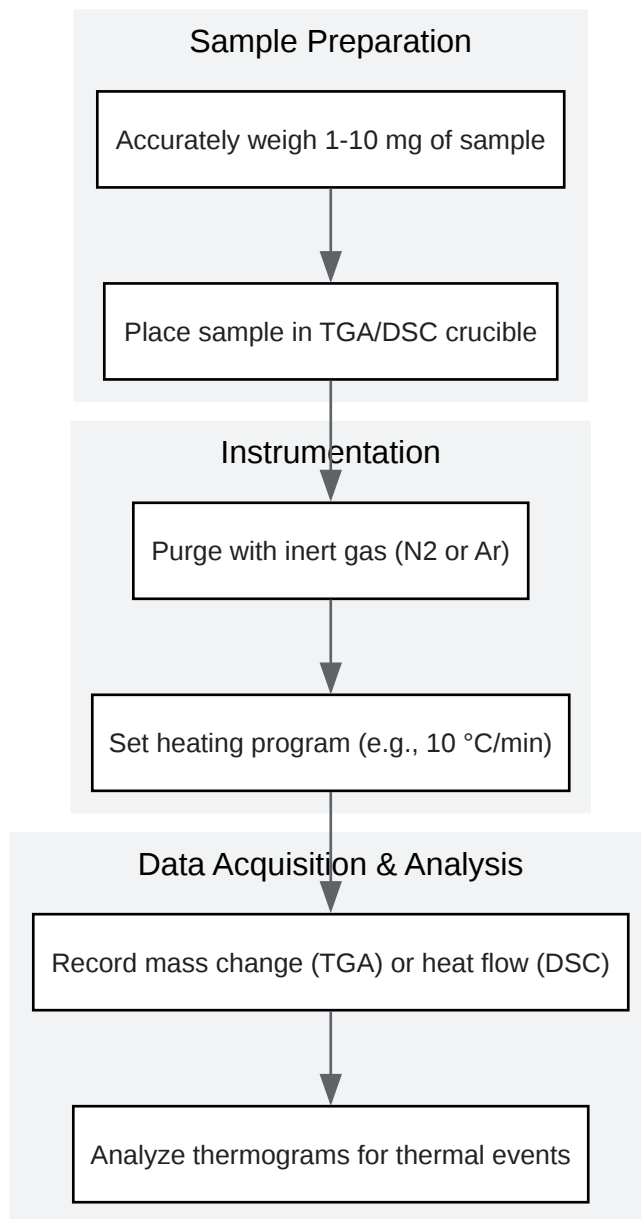 Sample Preparation
Accurately weigh 1-10 mg of sample
Place sample in TGA/DSC crucible
Instrumentation
Purge with inert gas (N2 or Ar)
Set heating program (e.g., 10 °C/min)
Data Acquisition & Analysis
Record mass change (TGA) or heat flow (DSC)
Analyze thermograms for thermal events